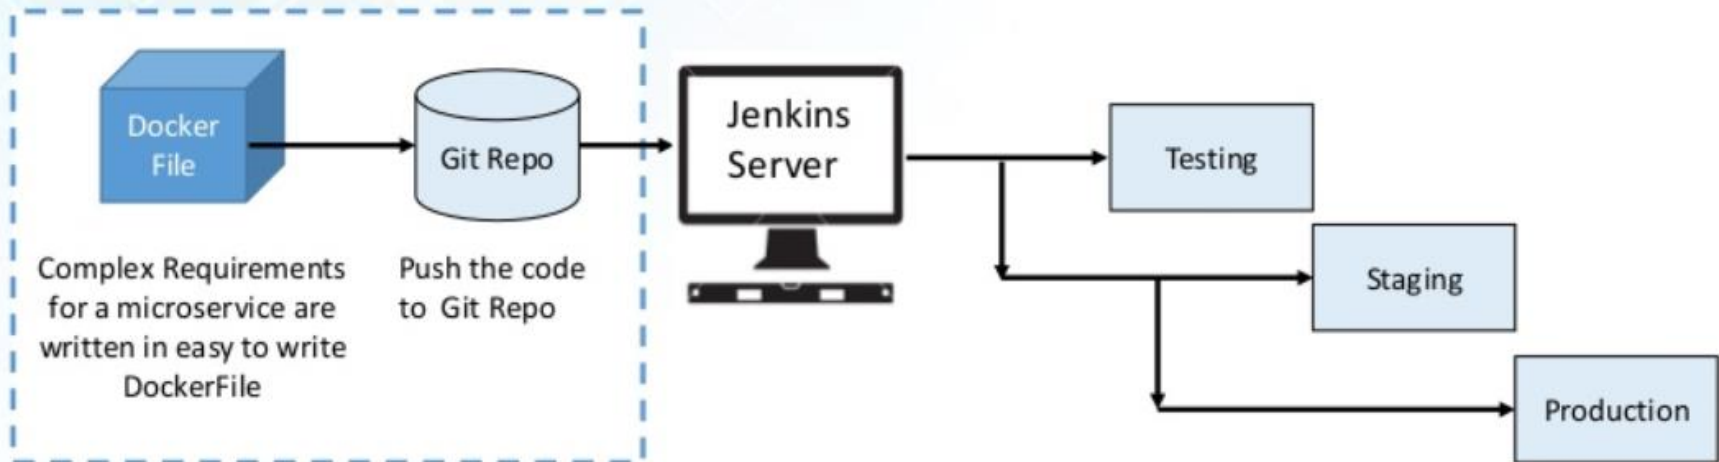 Docker
File
Git Repo
Jenkins
Server
Testing
Complex Requirements
for a microservice are
written in easy to write
DockerFile
Push the code
to Git Repo
Staging
Production